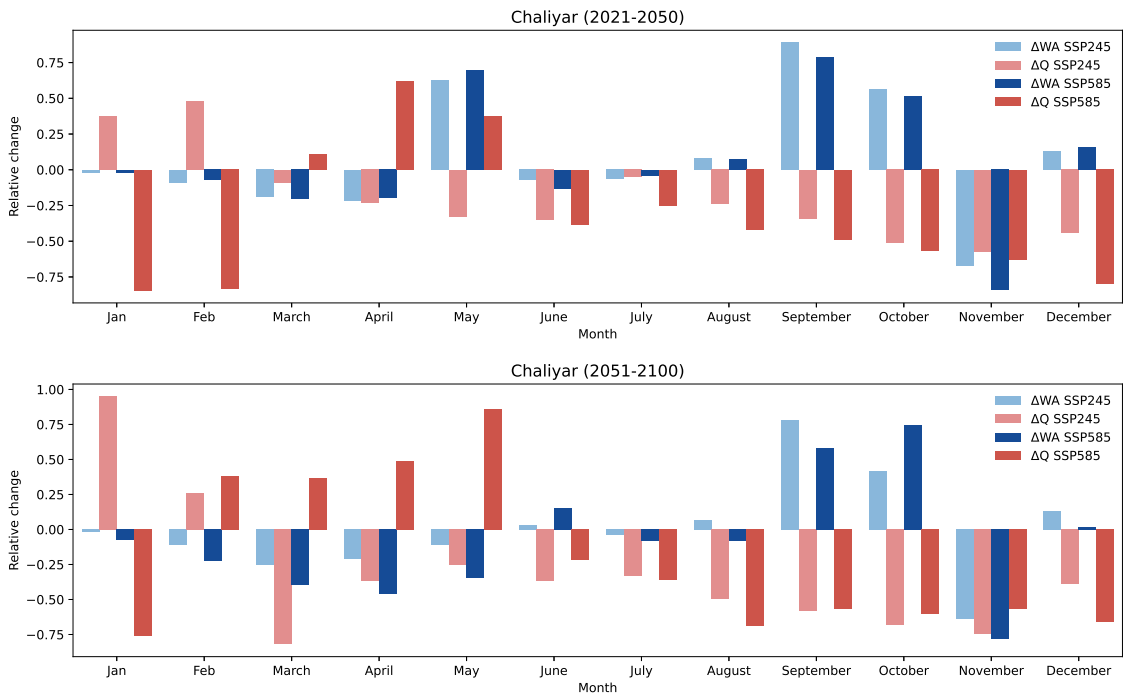 Chaliyar (2021-2050)
Relative change
0.75
0.50
0.25
0.00
−0.25
−0.50
−0.75
ΔWA SSP245
ΔQ SSP245
ΔWA SSP585
ΔQ SSP585
Jan Feb March April May June July August September October November December
Month
Chaliyar (2051-2100)
Relative change
1.00
0.75
0.50
0.25
0.00
−0.25
−0.50
−0.75
ΔWA SSP245
ΔQ SSP245
ΔWA SSP585
ΔQ SSP585
Jan Feb March April May June July August September October November December
Month